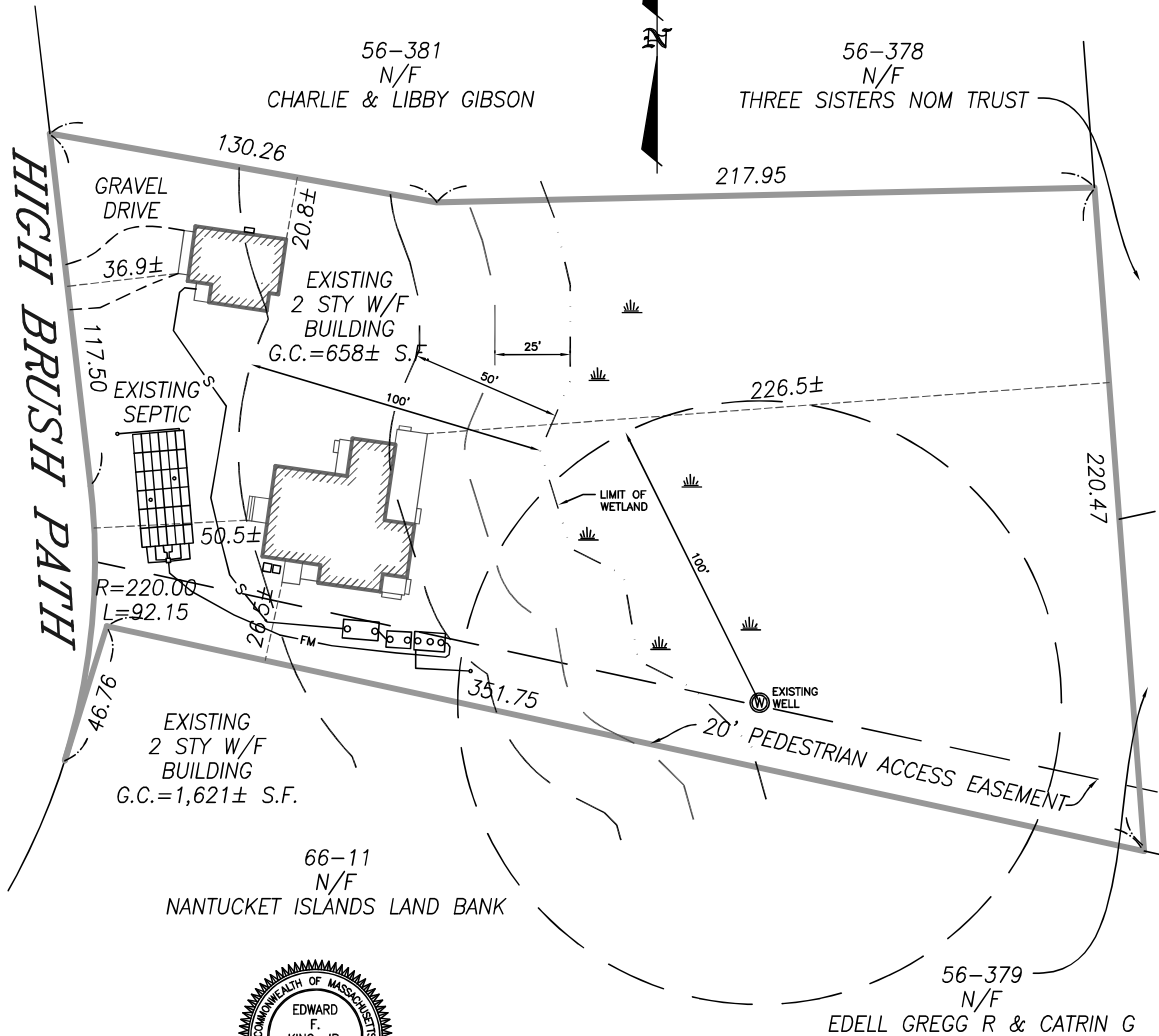 56-381
N/F
CHARLIE & LIBBY GIBSON
N
56-378
N/F
THREE SISTERS NOM TRUST
130.26
217.95
GRAVEL
DRIVE
20.8±
36.9±
HIGH BRUSH PATH
117.50
EXISTING
2 STY W/F
BUILDING
G.C.=658± S.F.
25'
50'
100'
226.5±
EXISTING
SEPTIC
S
LIMIT OF
WETLAND
220.47
50.5±
100'
R=220.00
L=92.15
S
26.5±
FM
46.76
351.75
W
EXISTING
WELL
20' PEDESTRIAN ACCESS EASEMENT
EXISTING
2 STY W/F
BUILDING
G.C.=1,621± S.F.
66-11
N/F
NANTUCKET ISLANDS LAND BANK
COMMONWEALTH OF MASSACHUSETTS
EDWARD
F.
56-379
N/F
EDELL GREGG R & CATRIN G